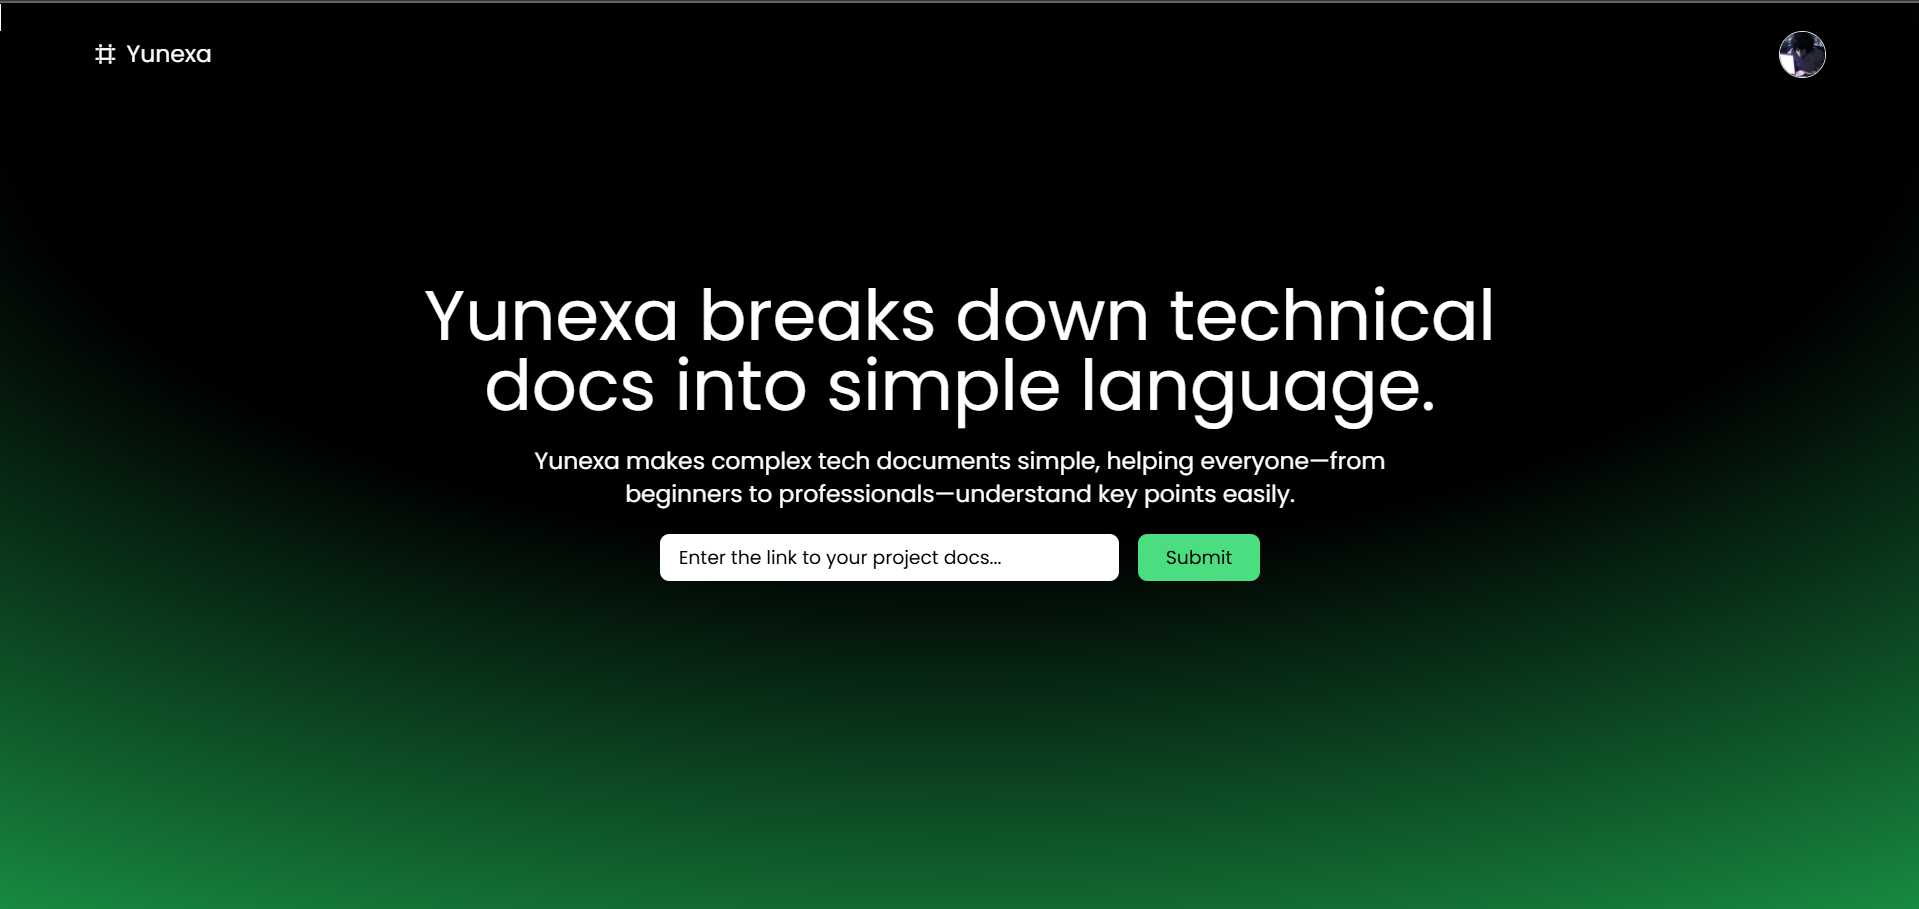 Yunexa
Yunexa breaks down technical
docs into simple language.
Yunexa makes complex tech documents simple, helping everyone—from
beginners to professionals—understand key points easily.
Enter the link to your project docs...
Submit